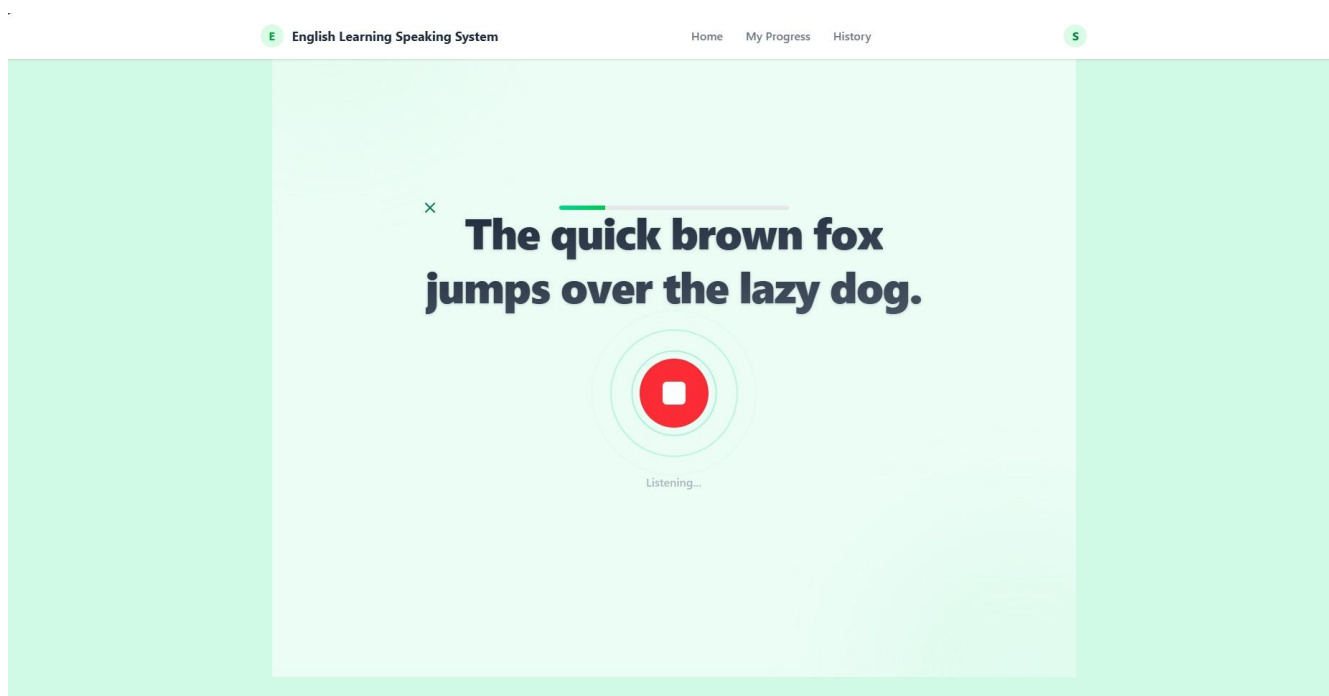 E English Learning Speaking System Home My Progress History S
The quick brown fox
jumps over the lazy dog.
Listening...